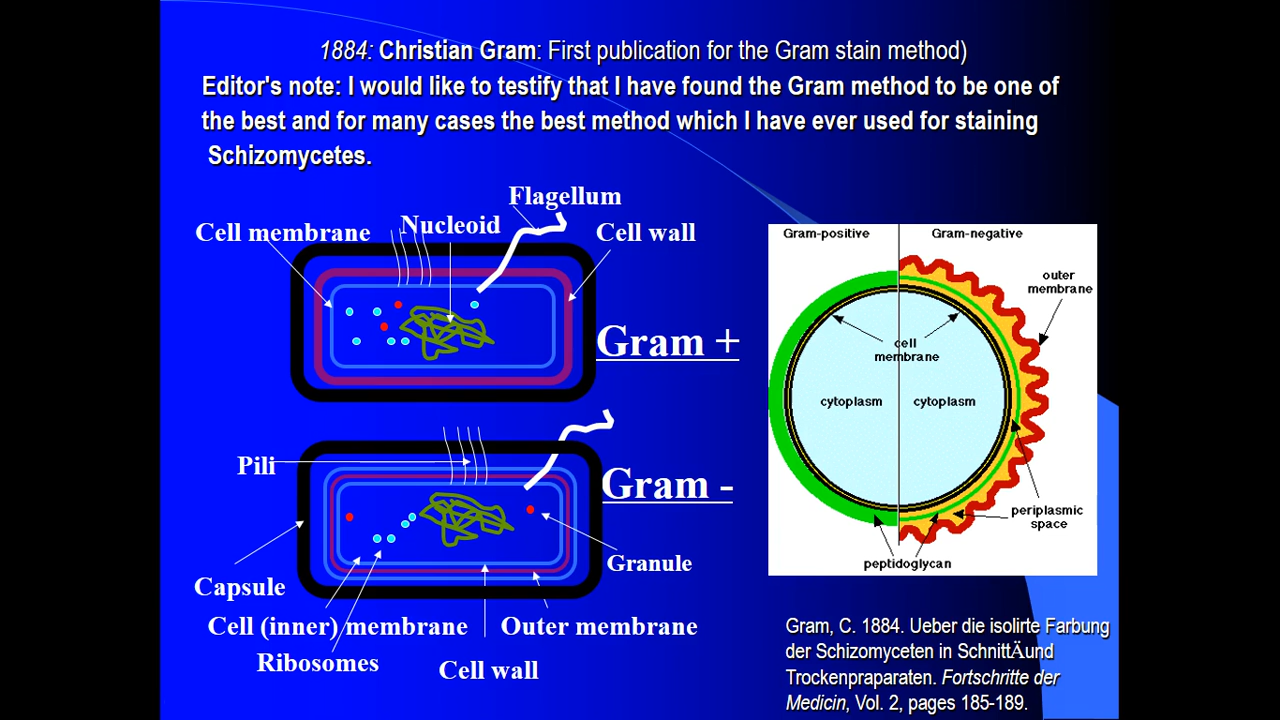 1884: Christian Gram: First publication for the Gram stain method)
Editor's note: I would like to testify that I have found the Gram method to be one of
the best and for many cases the best method which I have ever used for staining
Schizomycetes.
Flagellum
Cell membrane
Nucleoid
Cell wall
Gram +
Pili
Gram -
Granule
Capsule
Cell (inner) membrane
Outer membrane
Ribosomes
Cell wall
Gram-positive
Gram-negative
outer
membrane
cell
membrane
cytoplasm
cytoplasm
periplasmic
space
peptidoglycan
Gram, C. 1884. Ueber die isolirte Farbung
der Schizomyceten in SchnittÄund
Trockenpraparaten. Fortschritte der
Medicin, Vol. 2, pages 185-189.